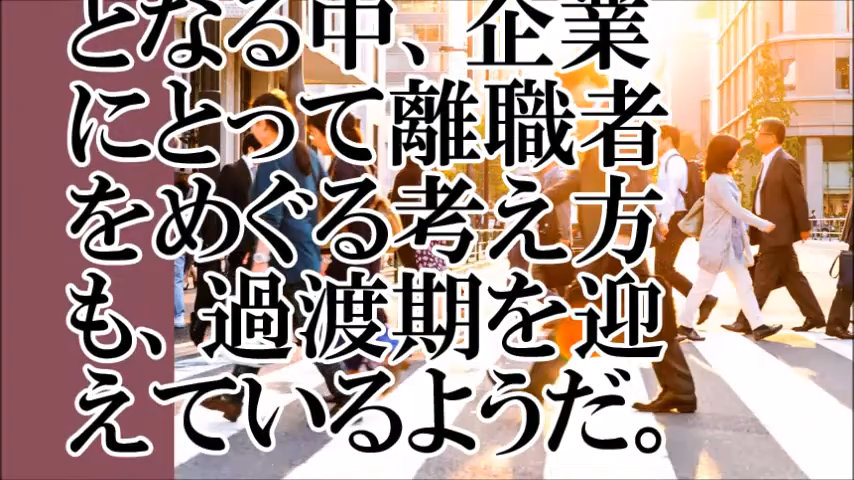 となる中、企業
にとって離職者
をめぐる考え方
も、過渡期を迎
えているようだ。